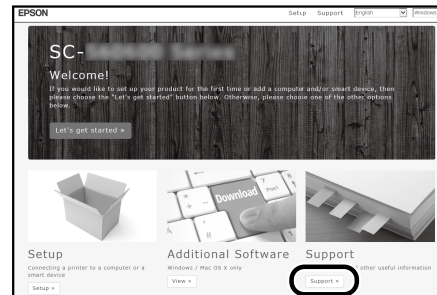 EPSON
Setup Support English Windows
SC-
Welcome!
If you would like to set up your product for the first time or add a computer and/or smart device, then
please choose the "Let's get started" button below. Otherwise, please choose one of the other options
below.
Let's get started »
Download
Setup
Additional Software
Support
Connecting a printer to a computer or a
smart device
Windows / Mac OS X only
other useful information
Setup »
View »
Support »